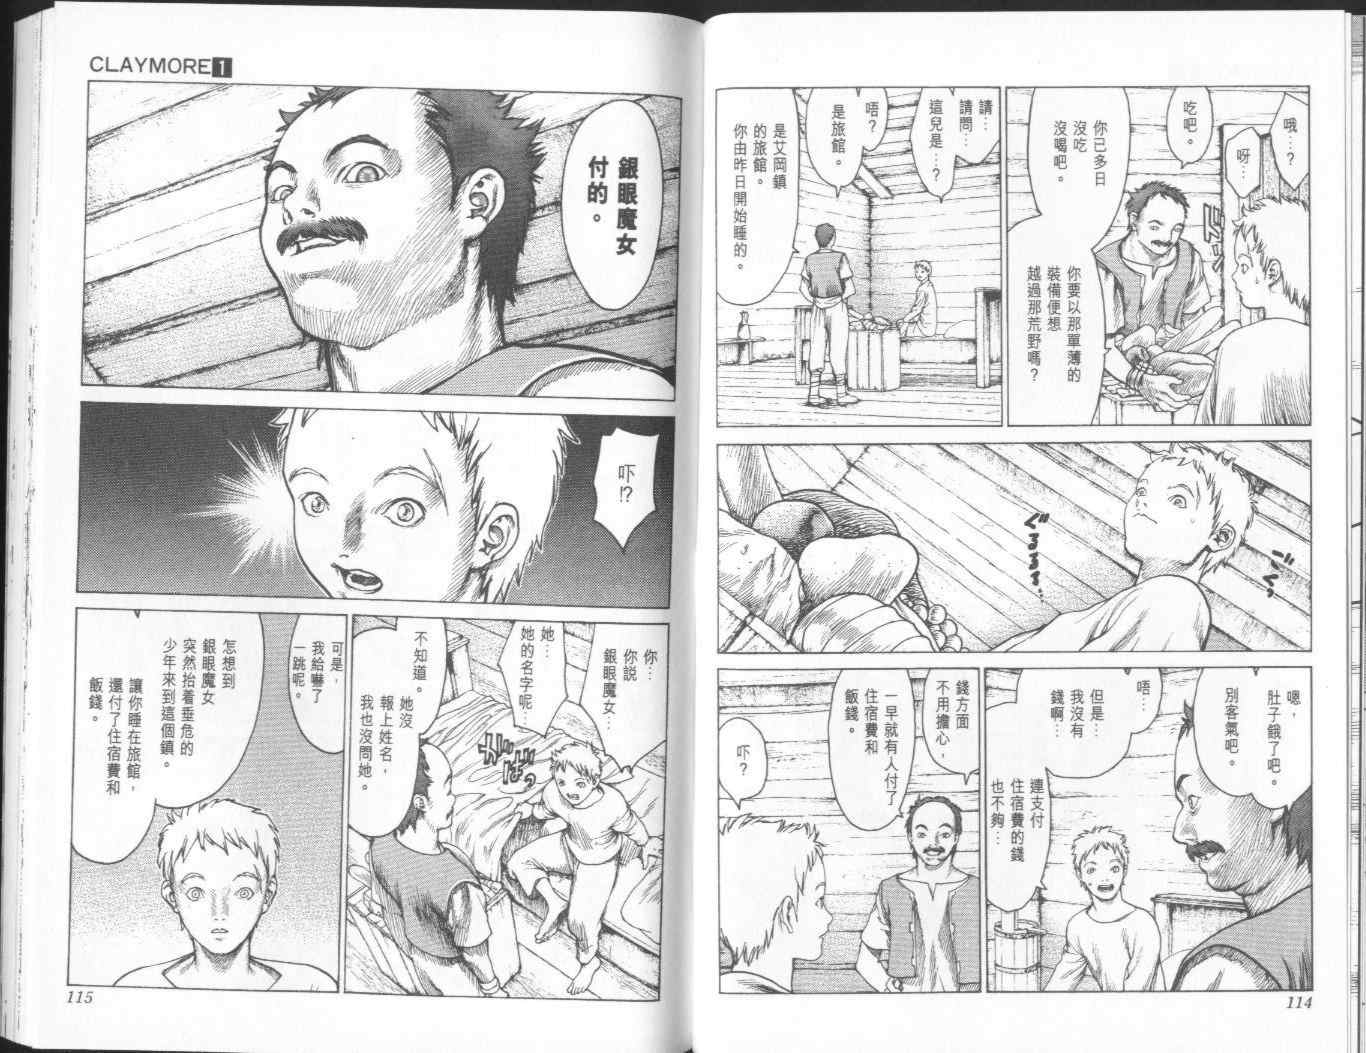 哦…？
呀…
吃吧。
你已多日
沒吃
沒喝吧。
你要以那單薄的
裝備便想
越過那荒野嗎？
請…
請問…
這兒是…？
唔？
是旅館。
是艾岡鎮
的旅館。
你由昨日開始睡的。
ぐるるる…
ごく
嗯，
肚子餓了吧。
別客氣吧。
唔…
但是…
我沒有
錢啊…
連支付
住宿費的錢
也不夠…
錢方面
不用擔心，
一早就有人付了
住宿費和
飯錢。
吓？
114
CLAYMORE 1
銀眼魔女
付的。
吓!?
你…
你說
銀眼魔女…
她…
她的名字呢…
がばっ
不知道。
她沒
報上姓名，
我也沒問她。
可是，
我給嚇了
一跳呢。
怎想到
銀眼魔女
突然抬着垂危的
少年來到這個鎮。
讓你睡在旅館，
還付了住宿費和
飯錢。
115